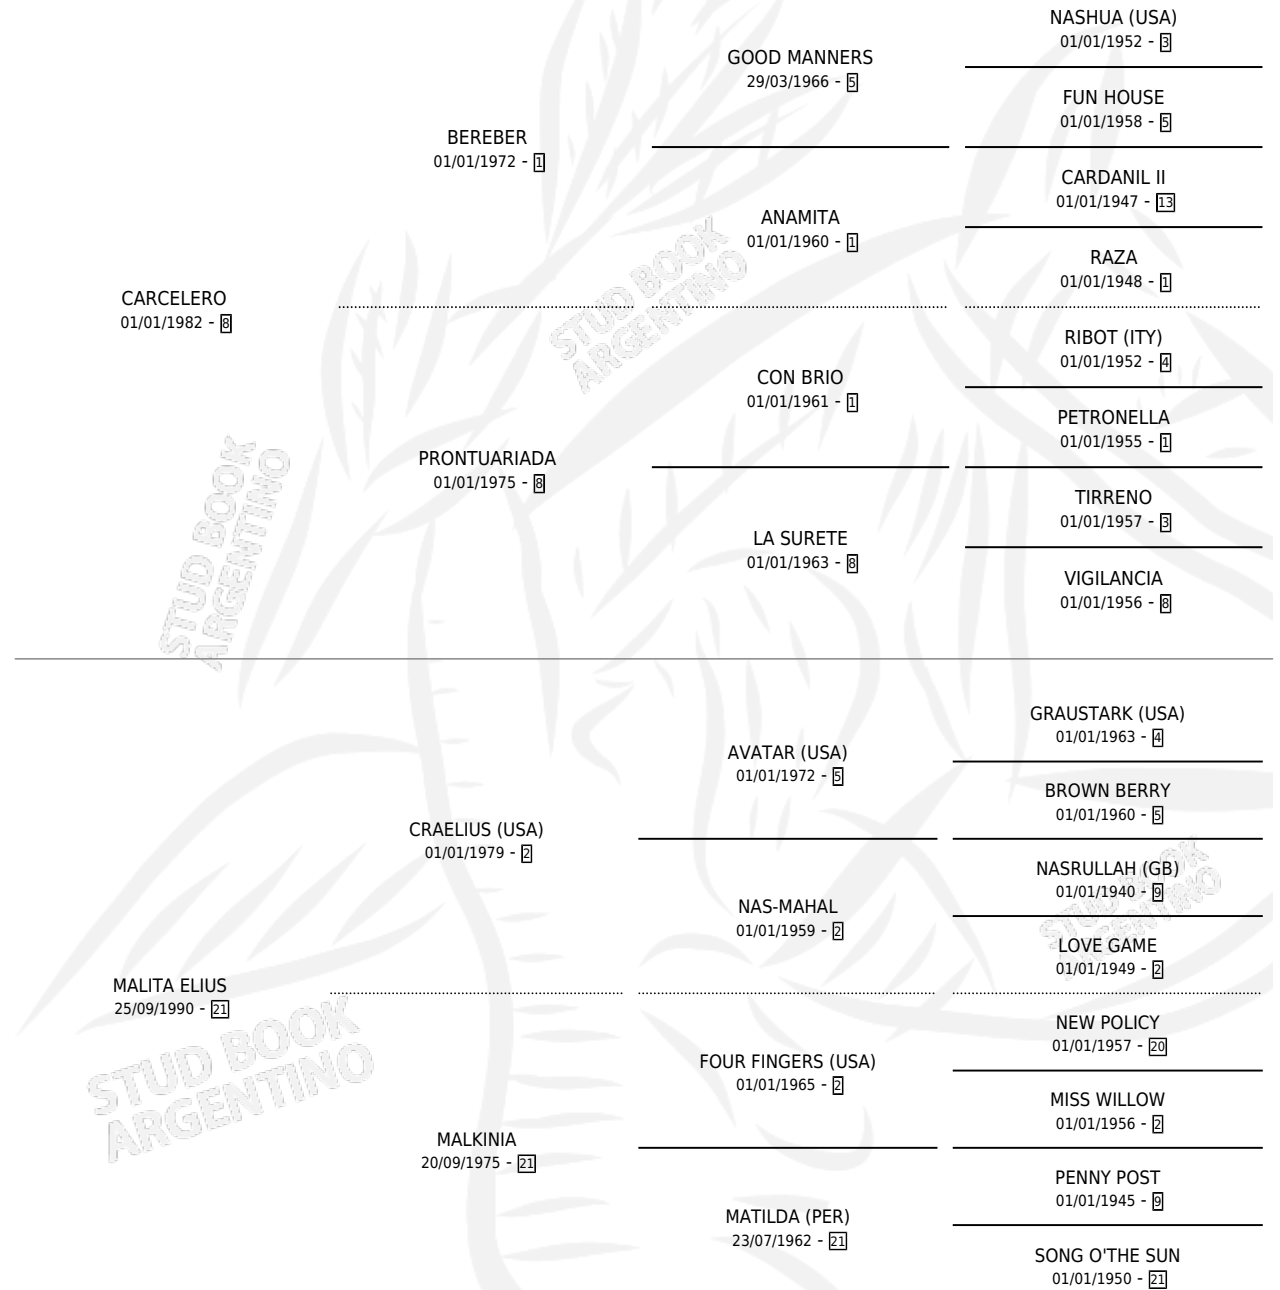 NASHUA (USA)
01/01/1952 - 3
GOOD MANNERS
29/03/1966 - 5
FUN HOUSE
01/01/1958 - 5
BEREBER
01/01/1972 - 1
CARDANIL II
01/01/1947 - 13
ANAMITA
01/01/1960 - 1
RAZA
01/01/1948 - 1
CARCELERO
01/01/1982 - 8
RIBOT (ITY)
01/01/1952 - 4
CON BRIO
01/01/1961 - 1
PETRONELLA
01/01/1955 - 1
PRONTUARIADA
01/01/1975 - 8
TIRRENO
01/01/1957 - 3
LA SURETE
01/01/1963 - 8
VIGILANCIA
01/01/1956 - 8
GRAUSTARK (USA)
01/01/1963 - 4
AVATAR (USA)
01/01/1972 - 5
BROWN BERRY
01/01/1960 - 5
CRAELIUS (USA)
01/01/1979 - 2
NASRULLAH (GB)
01/01/1940 - 9
NAS-MAHAL
01/01/1959 - 2
LOVE GAME
01/01/1949 - 2
MALITA ELIUS
25/09/1990 - 21
NEW POLICY
01/01/1957 - 20
FOUR FINGERS (USA)
01/01/1965 - 2
MISS WILLOW
01/01/1956 - 2
MALKINIA
20/09/1975 - 21
PENNY POST
01/01/1945 - 9
MATILDA (PER)
23/07/1962 - 21
SONG O'THE SUN
01/01/1950 - 21
STUD BOOK
ARGENTINO
STUD BOOK
ARGENTINO
STUD BOOK
ARGENTINO
STUD BOOK
ARGENTINO